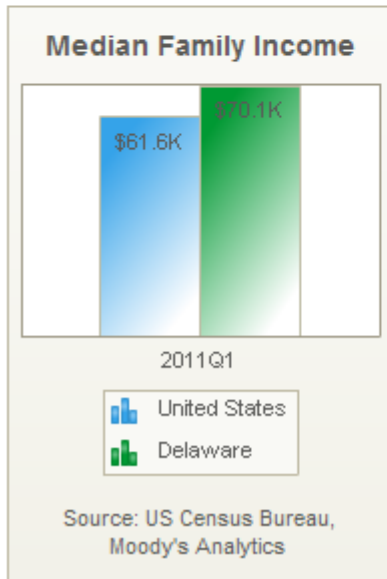 Median Family Income
$61.6K
$70.1K
2011Q1
United States
Delaware
Source: US Census Bureau,
Moody's Analytics